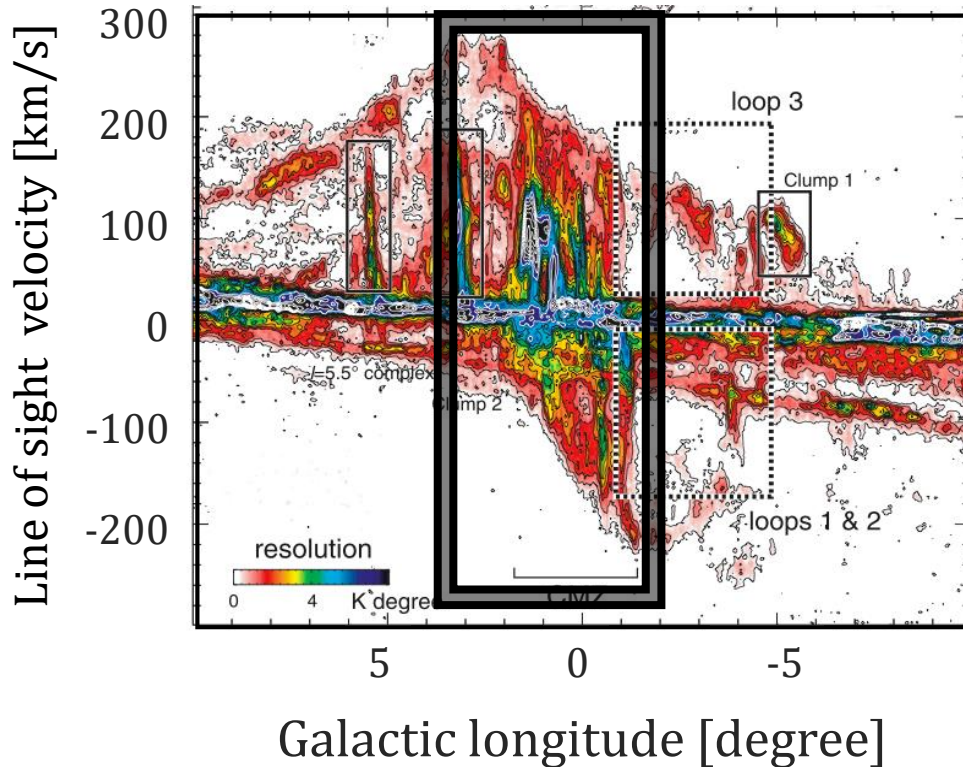 Line of sight velocity [km/s]
300
200
100
0
-100
-200
loop 3
Clump 1
l=5.5° complex
Clump 2
loops 1 & 2
resolution
0 4 K degree
CMZ
5 0 -5
Galactic longitude [degree]